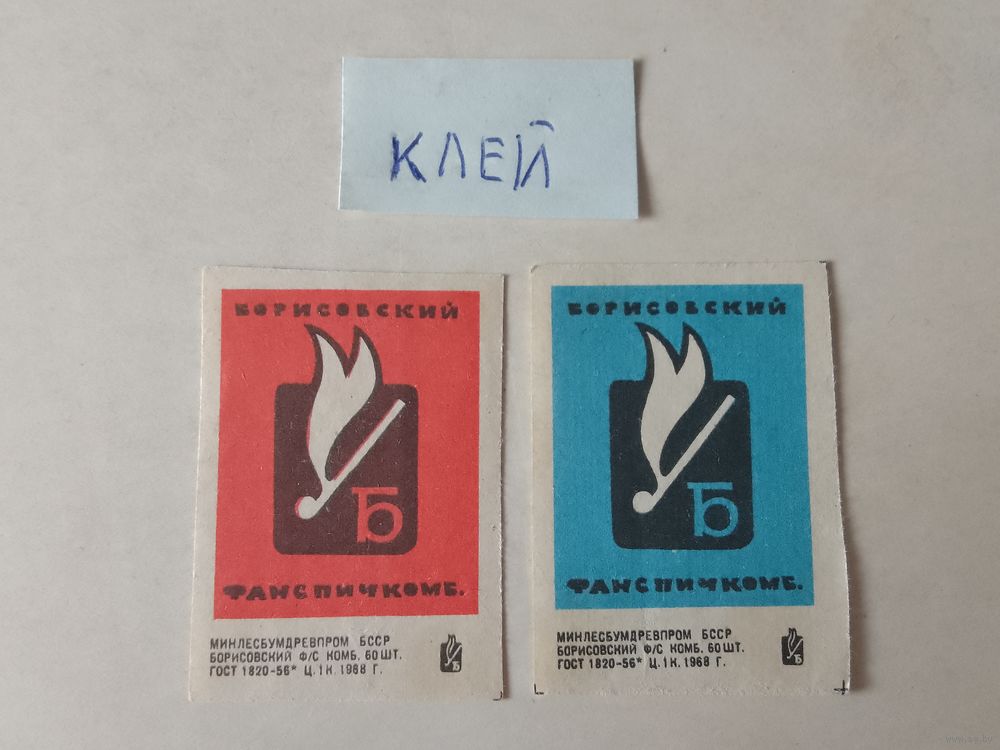 КЛЕЙ
БОРИСОВСКИЙ
Б
ФАНСПИЧКОМБ.
МИНЛЕСБУМДРЕВПРОМ БССР
БОРИСОВСКИЙ Ф/С КОМБ. 60 ШТ.
ГОСТ 1820-56* Ц. 1 К. 1968 Г.
Б
БОРИСОВСКИЙ
Б
ФАНСПИЧКОМБ.
МИНЛЕСБУМДРЕВПРОМ БССР
БОРИСОВСКИЙ Ф/С КОМБ. 60 ШТ.
ГОСТ 1820-56* Ц. 1 К. 1968 Г.
Б